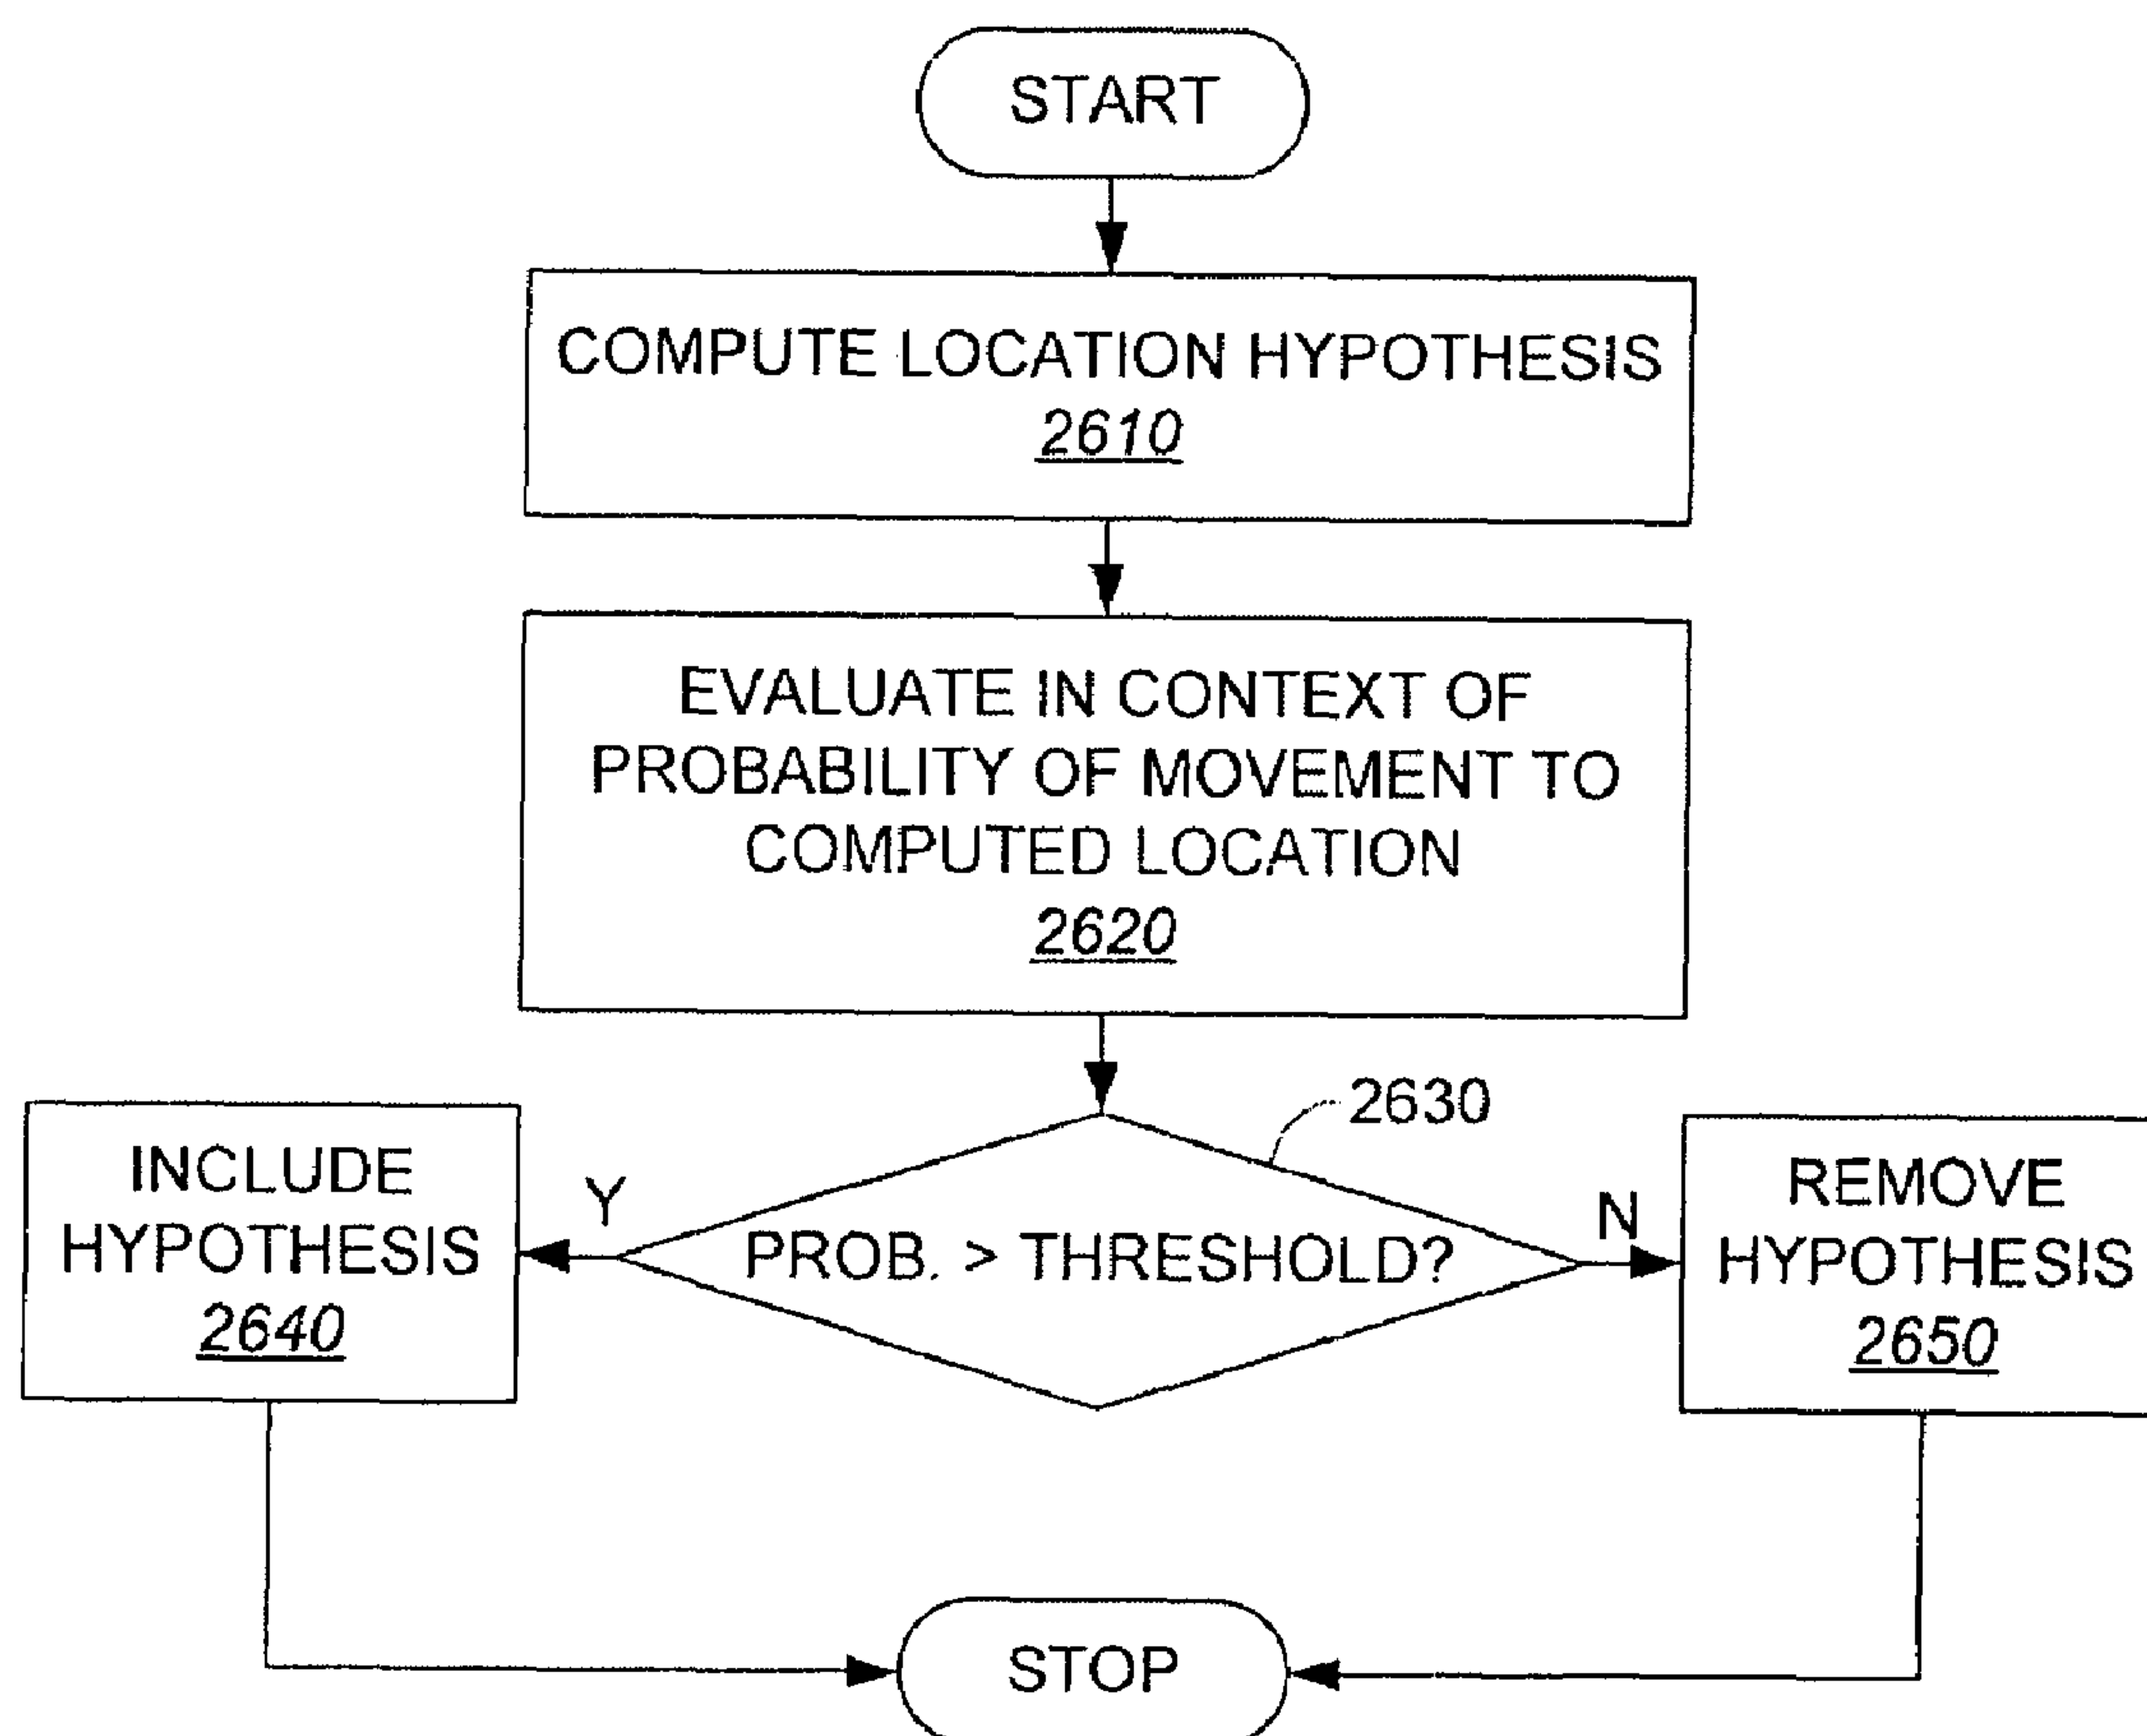 START
COMPUTE LOCATION HYPOTHESIS
2610
EVALUATE IN CONTEXT OF
PROBABILITY OF MOVEMENT TO
COMPUTED LOCATION
2620
2630
INCLUDE
HYPOTHESIS
2640
Y
PROB. > THRESHOLD?
N
REMOVE
HYPOTHESIS
2650
STOP